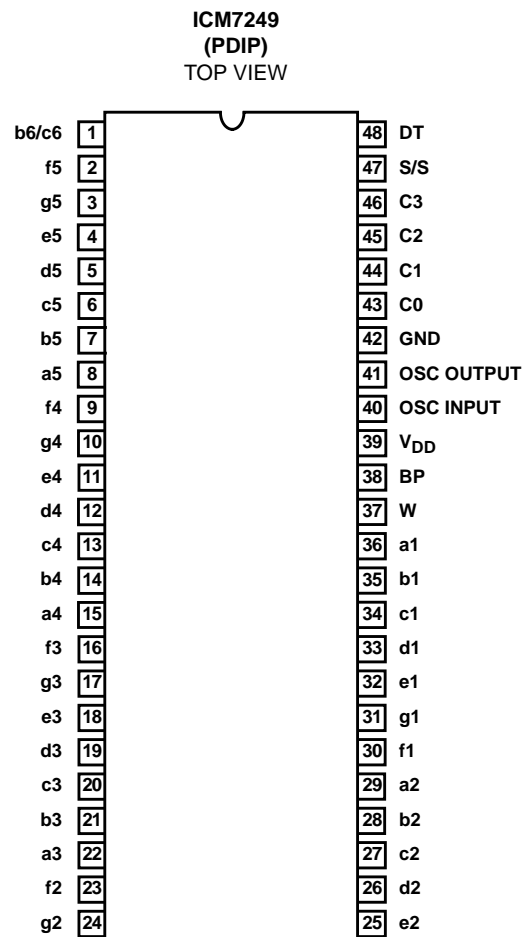 ICM7249
(PDIP)
TOP VIEW
b6/c6 1 48 DT
f5 2 47 S/S
g5 3 46 C3
e5 4 45 C2
d5 5 44 C1
c5 6 43 C0
b5 7 42 GND
a5 8 41 OSC OUTPUT
f4 9 40 OSC INPUT
g4 10 39 VDD
e4 11 38 BP
d4 12 37 W
c4 13 36 a1
b4 14 35 b1
a4 15 34 c1
f3 16 33 d1
g3 17 32 e1
e3 18 31 g1
d3 19 30 f1
c3 20 29 a2
b3 21 28 b2
a3 22 27 c2
f2 23 26 d2
g2 24 25 e2